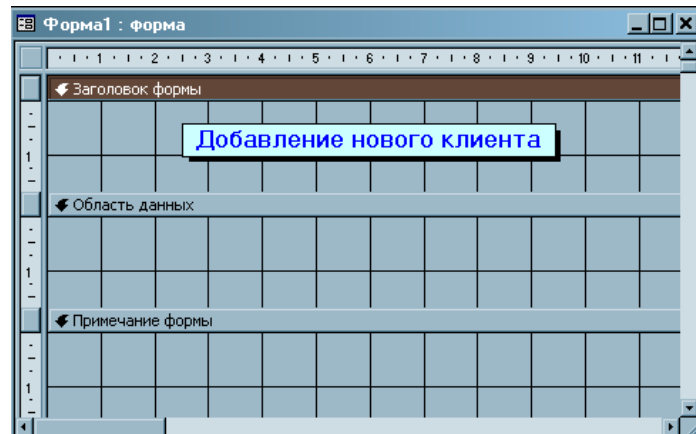 Форма1 : форма
1 2 3 4 5 6 7 8 9 10 11
Заголовок формы
1
Добавление нового клиента
Область данных
1
Примечание формы
1